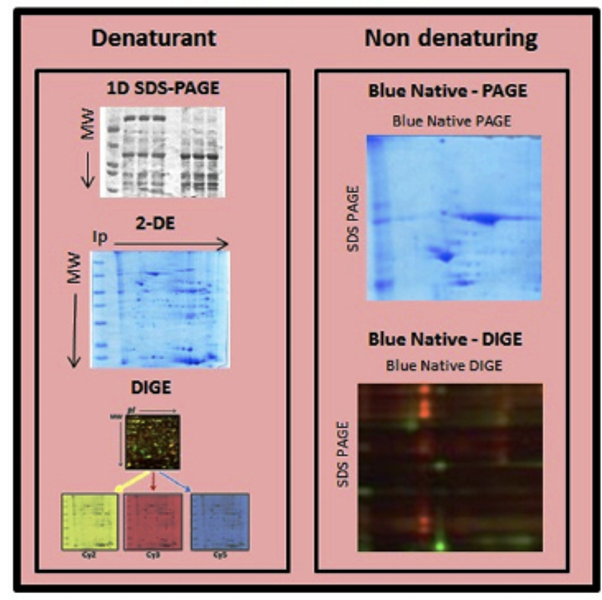 Denaturant
1D SDS-PAGE
MW
2-DE
Ip
MW
DIGE
pI
MW
Cy2
Cy3
Cy5
Non denaturing
Blue Native - PAGE
Blue Native PAGE
SDS PAGE
Blue Native - DIGE
Blue Native DIGE
SDS PAGE